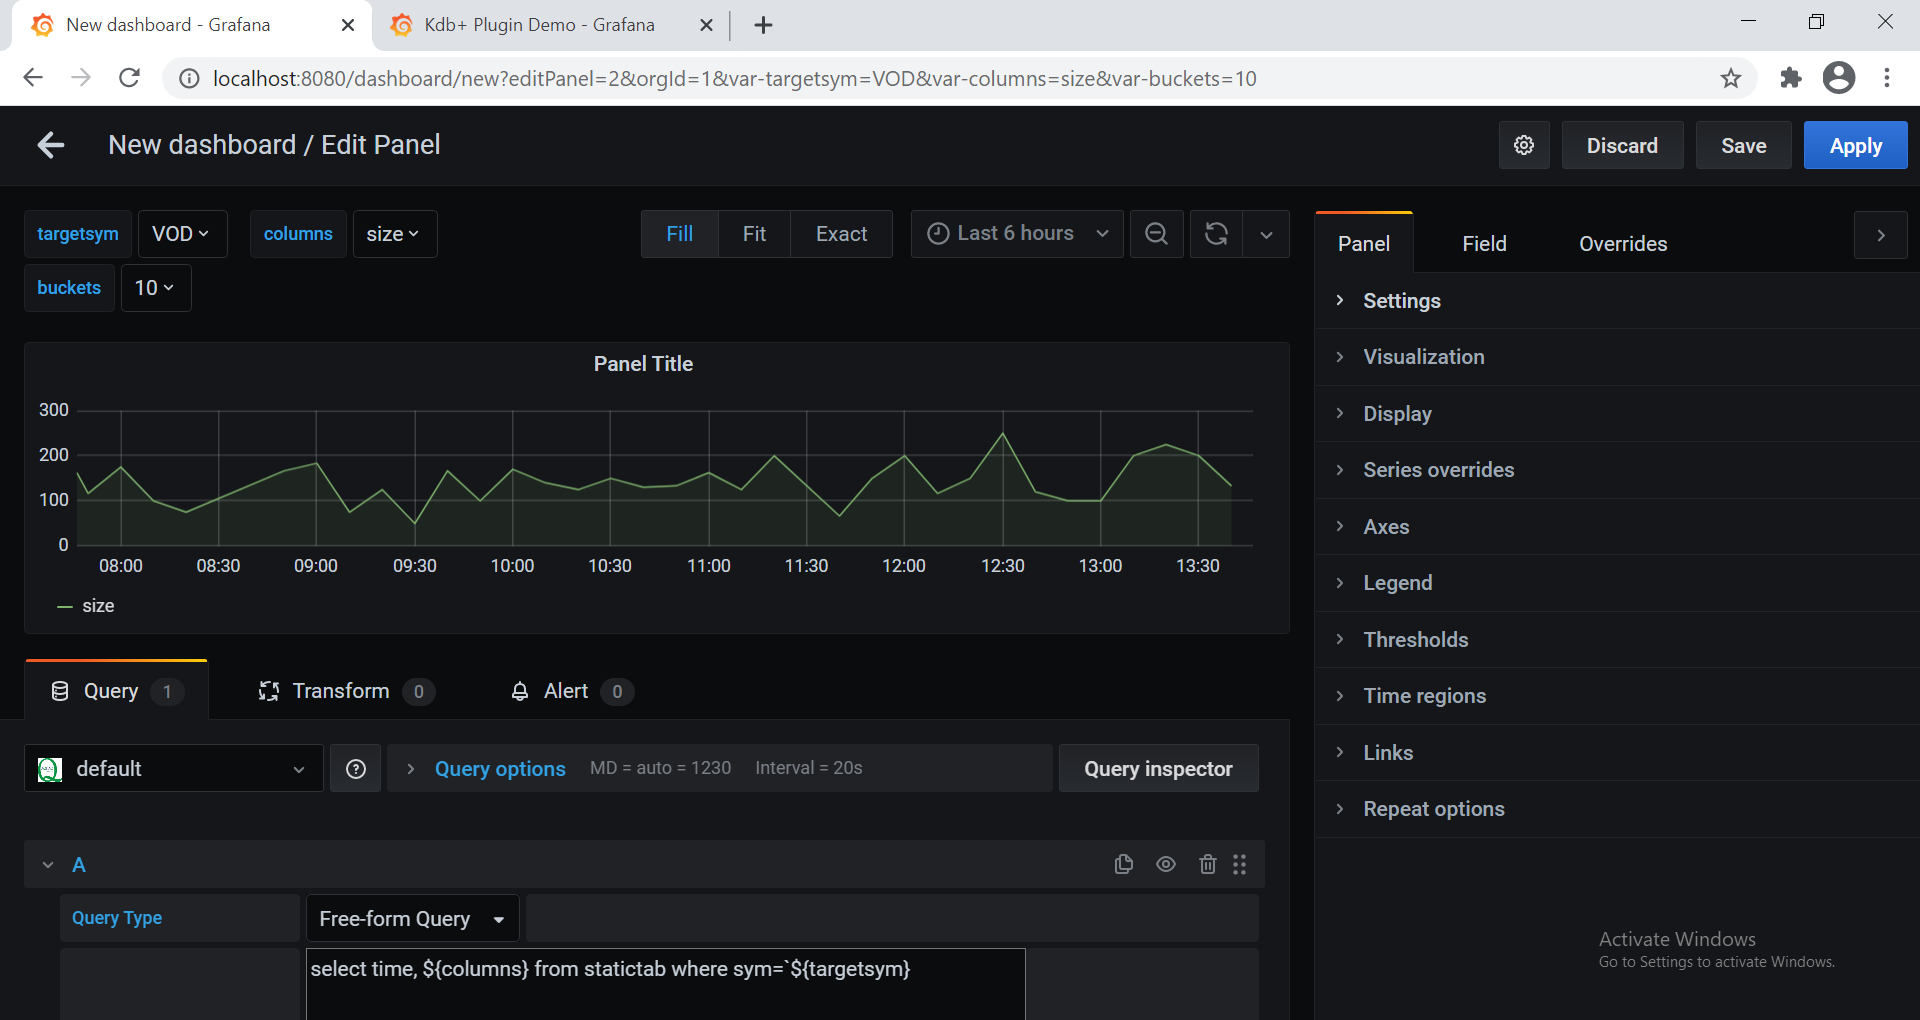 New dashboard - Grafana
Kdb+ Plugin Demo - Grafana
localhost:8080/dashboard/new?editPanel=2&orgId=1&var-targetsym=VOD&var-columns=size&var-buckets=10
New dashboard / Edit Panel
Discard
Save
Apply
targetsym
VOD
columns
size
Fill
Fit
Exact
Last 6 hours
buckets
10
Panel
Field
Overrides
Settings
Visualization
Display
Series overrides
Axes
Legend
Thresholds
Time regions
Links
Repeat options
Panel Title
300
200
100
0
08:00 08:30 09:00 09:30 10:00 10:30 11:00 11:30 12:00 12:30 13:00 13:30
size
Query 1
Transform 0
Alert 0
default
Query options MD = auto = 1230 Interval = 20s
Query inspector
A
Query Type
Free-form Query
select time, ${columns} from statictab where sym=`${targetsym}
Activate Windows
Go to Settings to activate Windows.